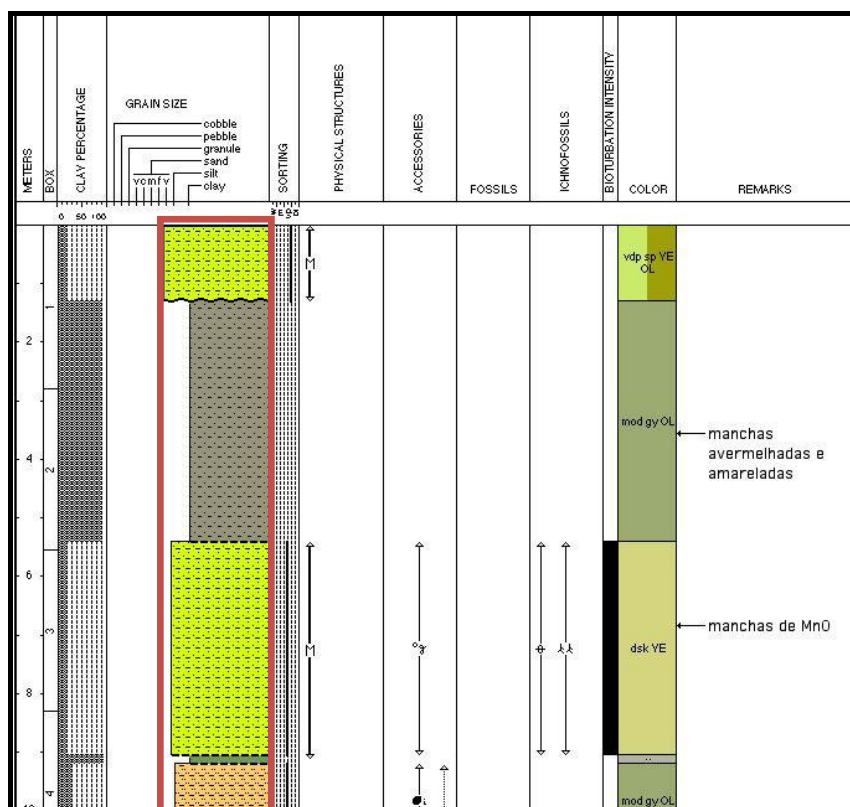 METERS
BOX
CLAY PERCENTAGE
GRAIN SIZE
cobble
pebble
granule
sand
vcmfv
silt
clay
SORTING
PHYSICAL STRUCTURES
ACCESSORIES
FOSSILS
ICHNOFOSSILS
BIOTURBATION INTENSITY
COLOR
REMARKS
0 50 100
M
vdp sp YE
OL
1
2
mod gy OL
manchas
avermelhadas e
amareladas
4
2
6
3
M
dsk YE
manchas de MnO
8
4
mod gy OL